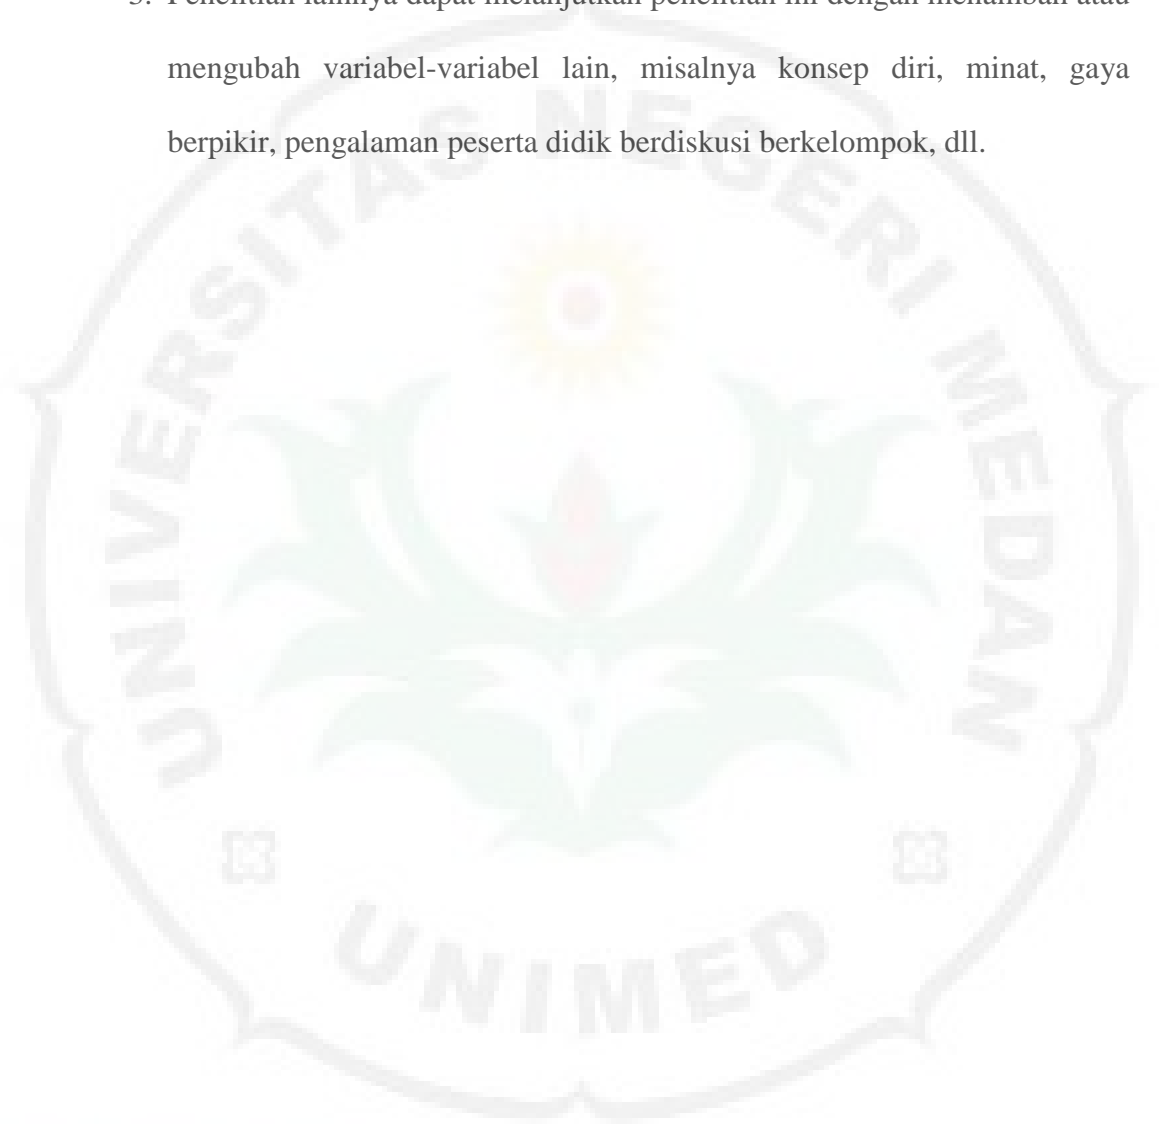 3. Penelitian lainnya dapat melanjutkan penelitian ini dengan menambah atau
mengubah variabel-variabel lain, misalnya konsep diri, minat, gaya
berpikir, pengalaman peserta didik berdiskusi berkelompok, dll.
UNIVERSITAS NEGERI MEDAN
UNIMED